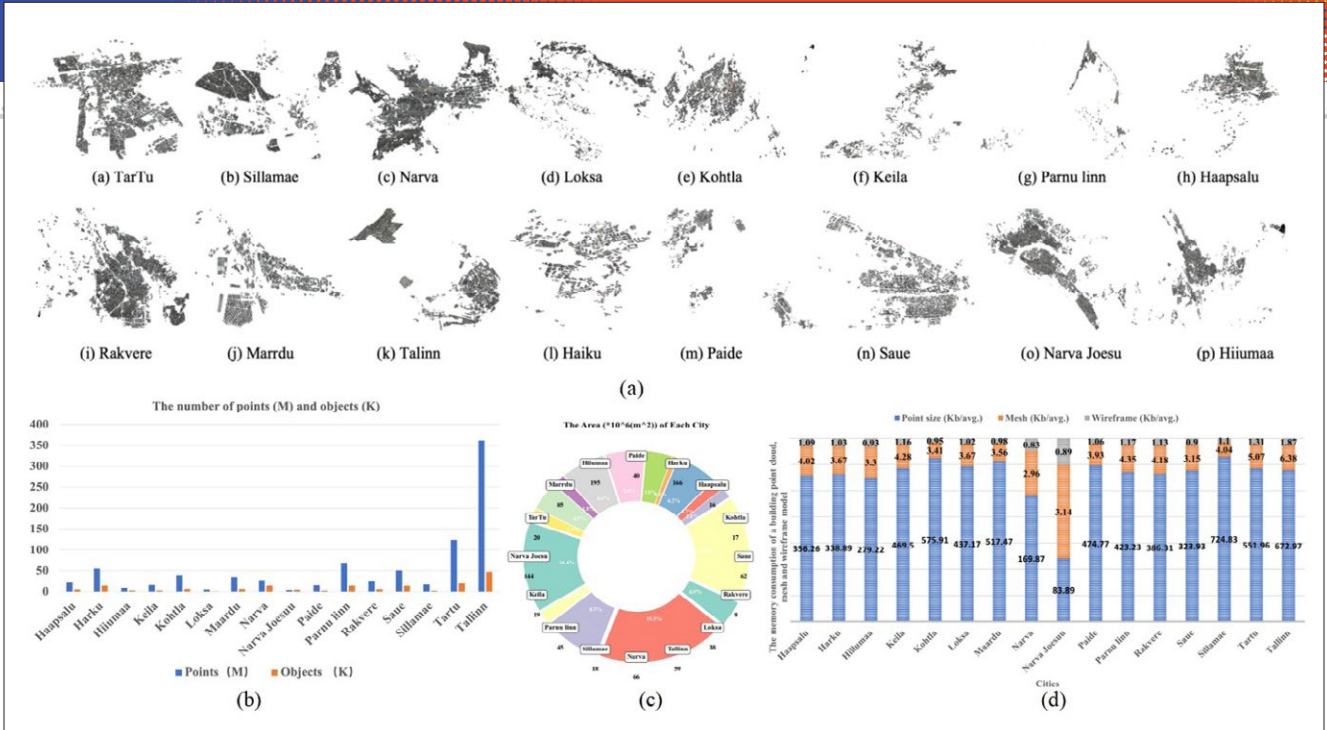 (a) TarTu (b) Sillamae (c) Narva (d) Loksa (e) Kohtla (f) Keila (g) Parnu linn (h) Haapsalu
(i) Rakvere (j) Marrdu (k) Talinn (l) Haiku (m) Paide (n) Saue (o) Narva Joesu (p) Hiiumaa
(a)
The number of points (M) and objects (K)
400
350
300
250
200
150
100
50
0
Haapsalu Harku Hiiumaa Keila Kohtla Loksa Maardu Narva Narva Joesuu Paide Parnu linn Rakvere Saue Sillamae Tartu Tallinn
Points (M) Objects (K)
(b)
The Area (*10^6(m^2)) of Each City
Paide
40
Harku
166
Haapsalu
16
Kohtla
17
Saue
62
Rakvere
8
Loksa
38
Tallinn
59
Narva
66
Sillamae
18
Parnu linn
45
Keila
19
Narva Joesu
144
TarTu
20
Marrdu
85
Hiiumaa
195
(c)
Point size (Kb/avg.) Mesh (Kb/avg.) Wireframe (Kb/avg.)
The memory consumption of a building point cloud,
mesh and wireframe model
1.09 1.03 0.93 1.16 0.95 1.02 0.98 0.83 0.89 1.06 1.17 1.13 0.9 1.1 1.31 1.87
4.02 3.67 3.3 4.28 3.41 3.67 3.56 2.96 3.14 3.93 4.35 4.18 3.15 4.04 5.07 6.38
356.26 338.89 279.22 469.5 575.91 437.17 517.47 169.87 83.89 474.77 423.23 386.31 323.93 724.83 551.96 672.97
Haapsalu Harku Hiiumaa Keila Kohtla Loksa Maardu Narva Narva Joesuu Paide Parnu linn Rakvere Saue Sillamae Tartu Tallinn
Cities
(d)